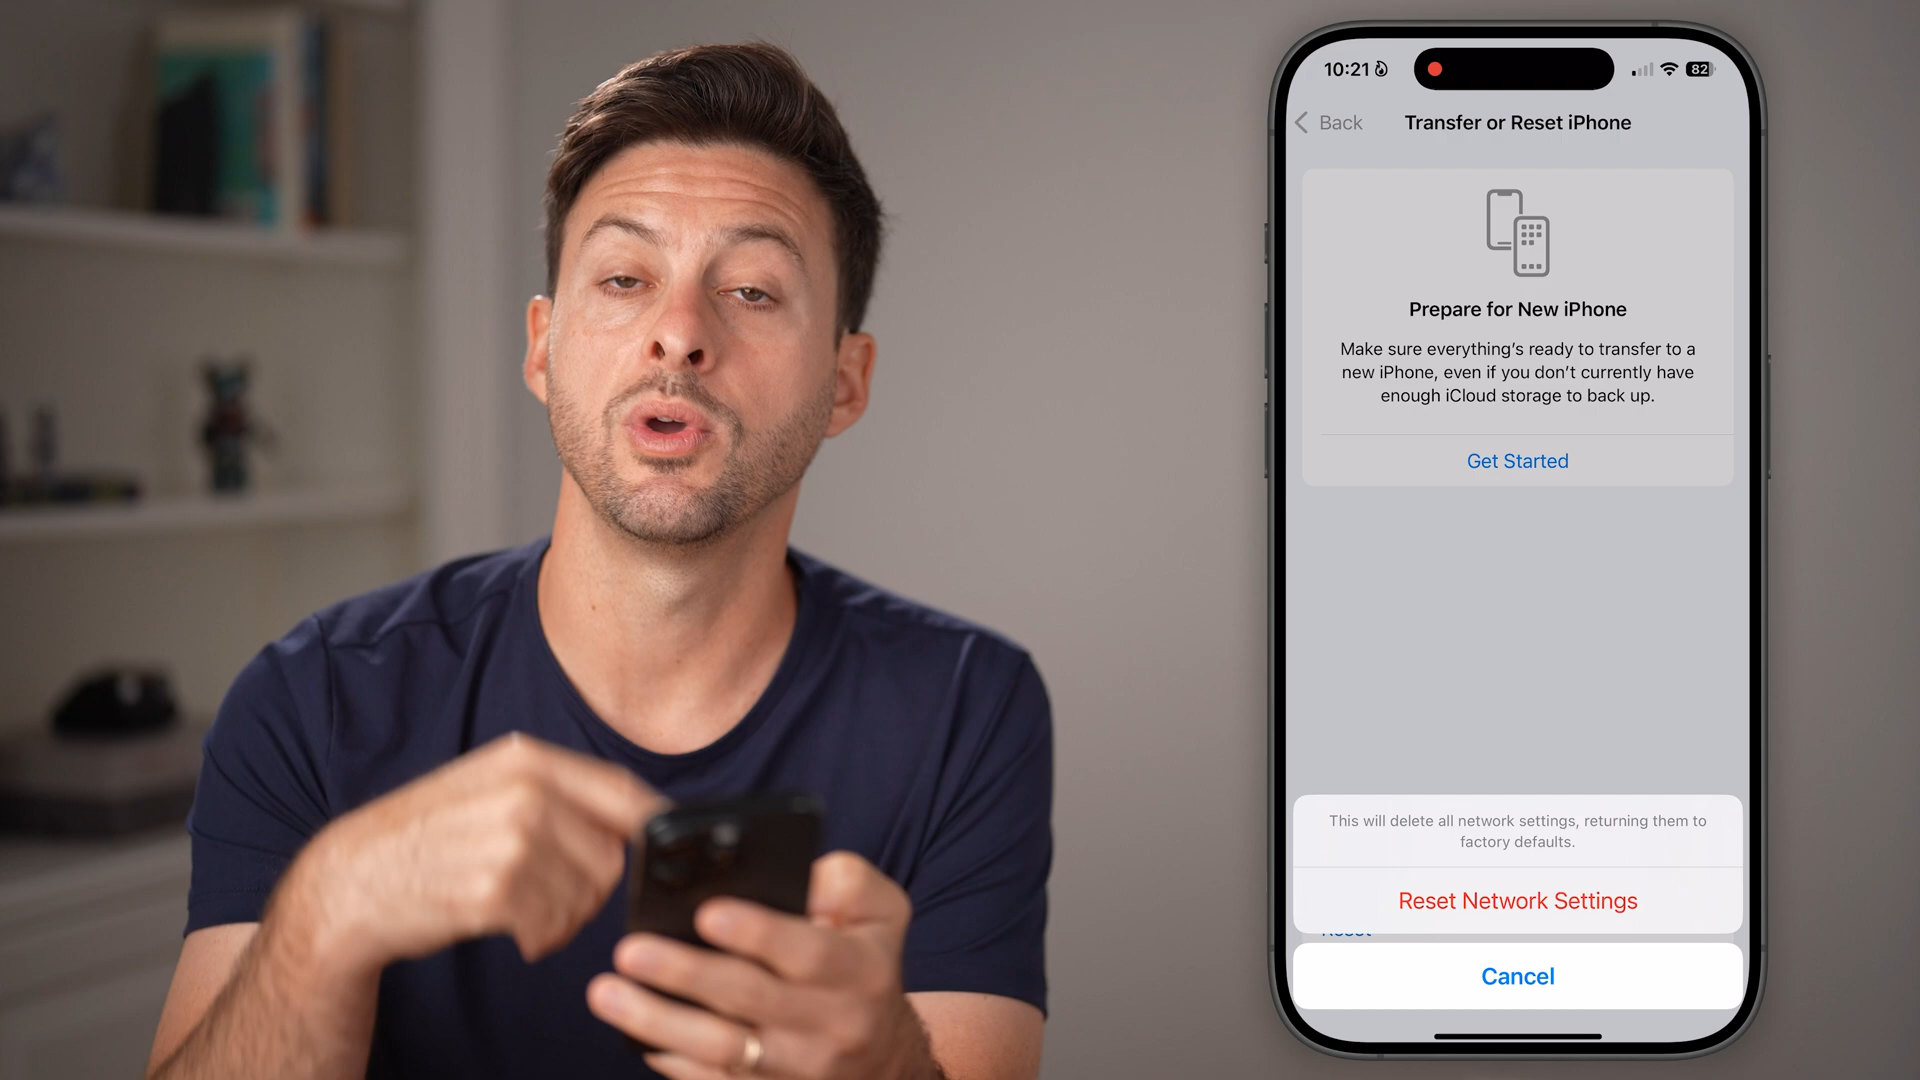 10:21
82
Back
Transfer or Reset iPhone
Prepare for New iPhone
Make sure everything’s ready to transfer to a
new iPhone, even if you don’t currently have
enough iCloud storage to back up.
Get Started
This will delete all network settings, returning them to
factory defaults.
Reset Network Settings
Reset
Cancel